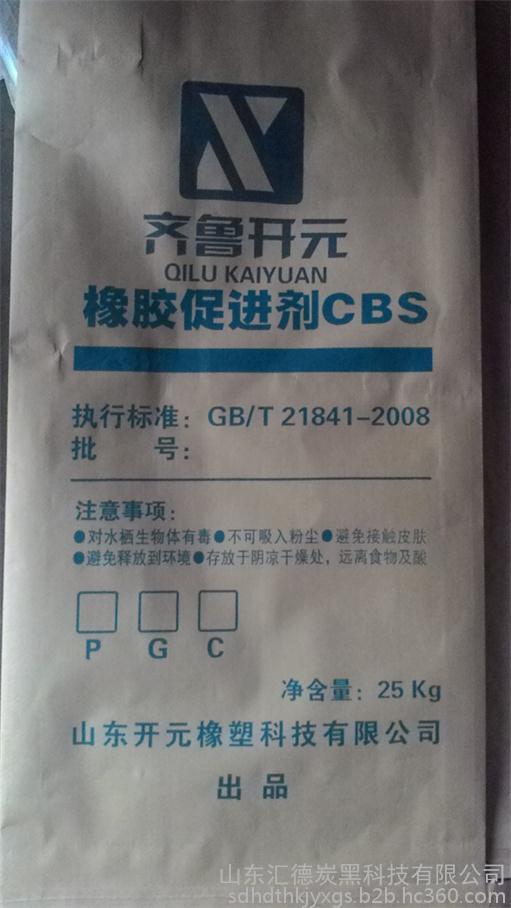 齐鲁开元
QILU KAIYUAN
橡胶促进剂CBS
执行标准：GB/T 21841-2008
批 号：
注意事项：
●对水栖生物体有毒●不可吸入粉尘●避免接触皮肤
●避免释放到环境●存放于阴凉干燥处，远离食物及酸
P G C
净含量：25 Kg
山东开元橡塑科技有限公司
出 品
山东汇德炭黑科技有限公司
sdhdthkjyxgs.b2b.hc360.com